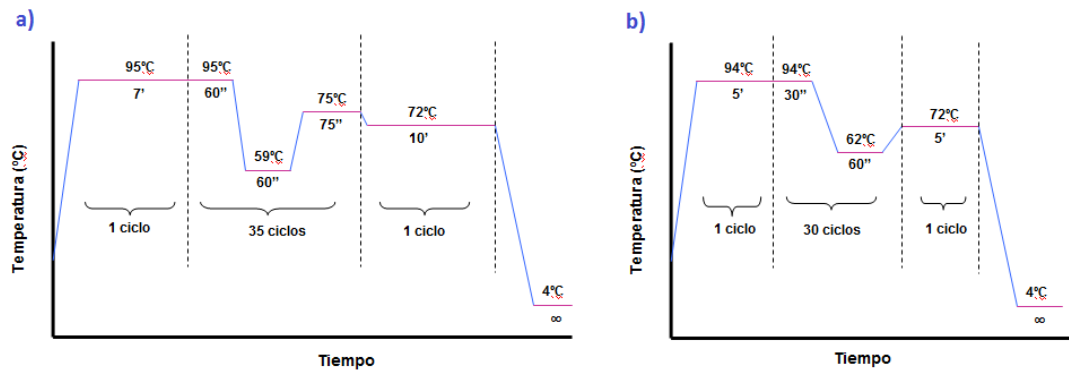 a)
Temperatura (ºC)
95ºC
7’
95ºC
60”
59ºC
60”
75ºC
75”
72ºC
10’
1 ciclo
35 ciclos
1 ciclo
4ºC
∞
Tiempo
b)
Temperatura (ºC)
94ºC
5’
94ºC
30”
62ºC
60”
72ºC
5’
1 ciclo
30 ciclos
1 ciclo
4ºC
∞
Tiempo